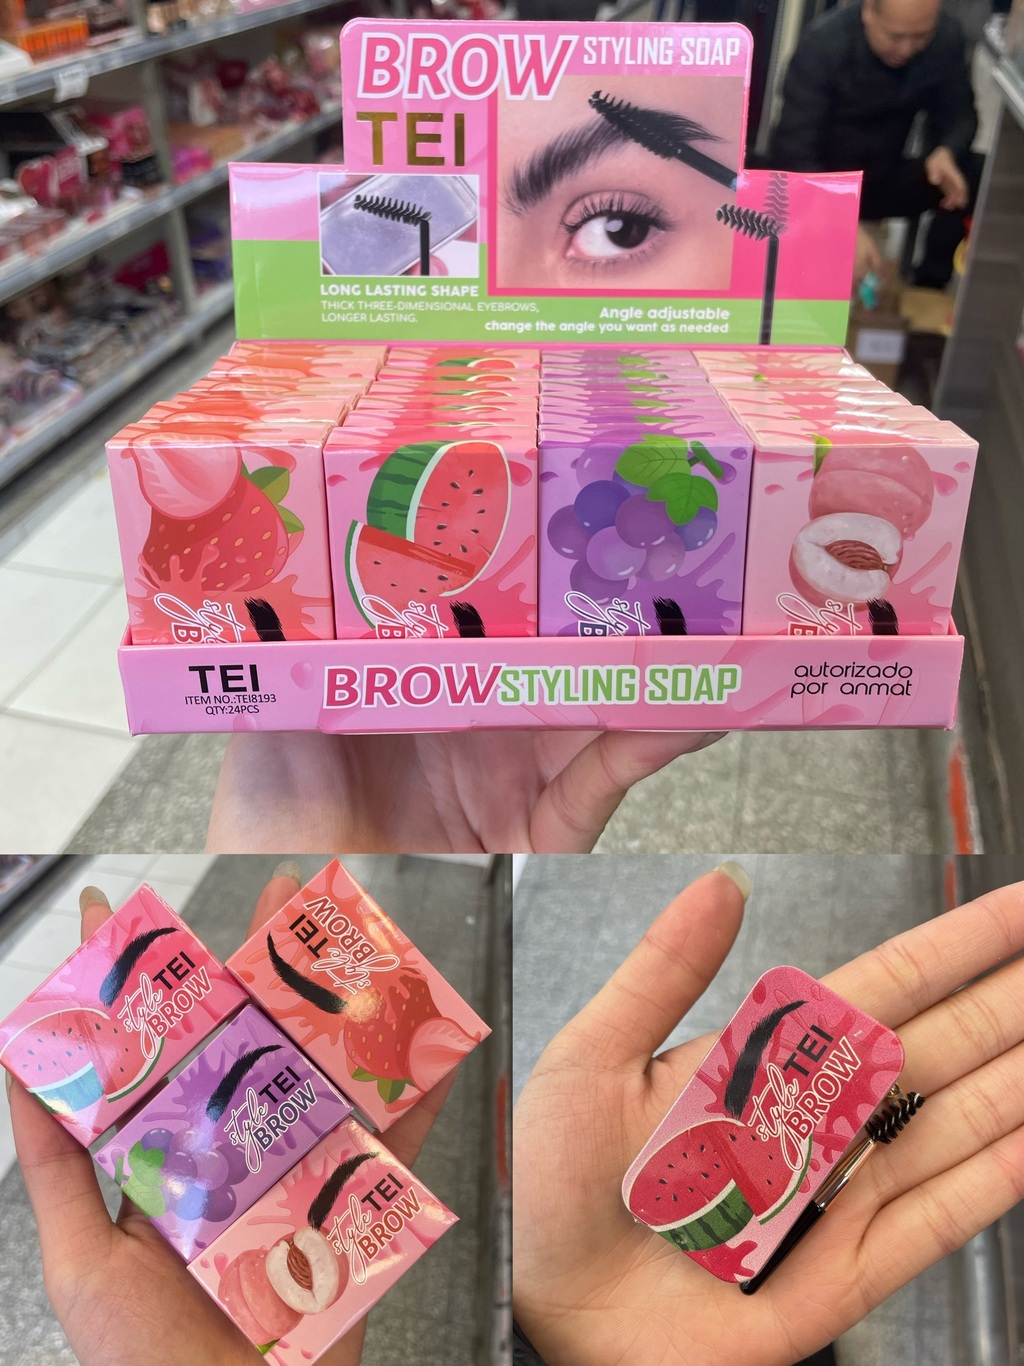 BROW STYLING SOAP
TEI
LONG LASTING SHAPE
THICK THREE-DIMENSIONAL EYEBROWS,
LONGER LASTING.
Angle adjustable
change the angle you want as needed
TEI
ITEM NO.:TEI8193
QTY:24PCS
BROW STYLING SOAP
autorizado
por anmat
TEI
style
BROW
TEI
style
BROW
TEI
style
BROW
TEI
style
BROW
TEI
style
BROW